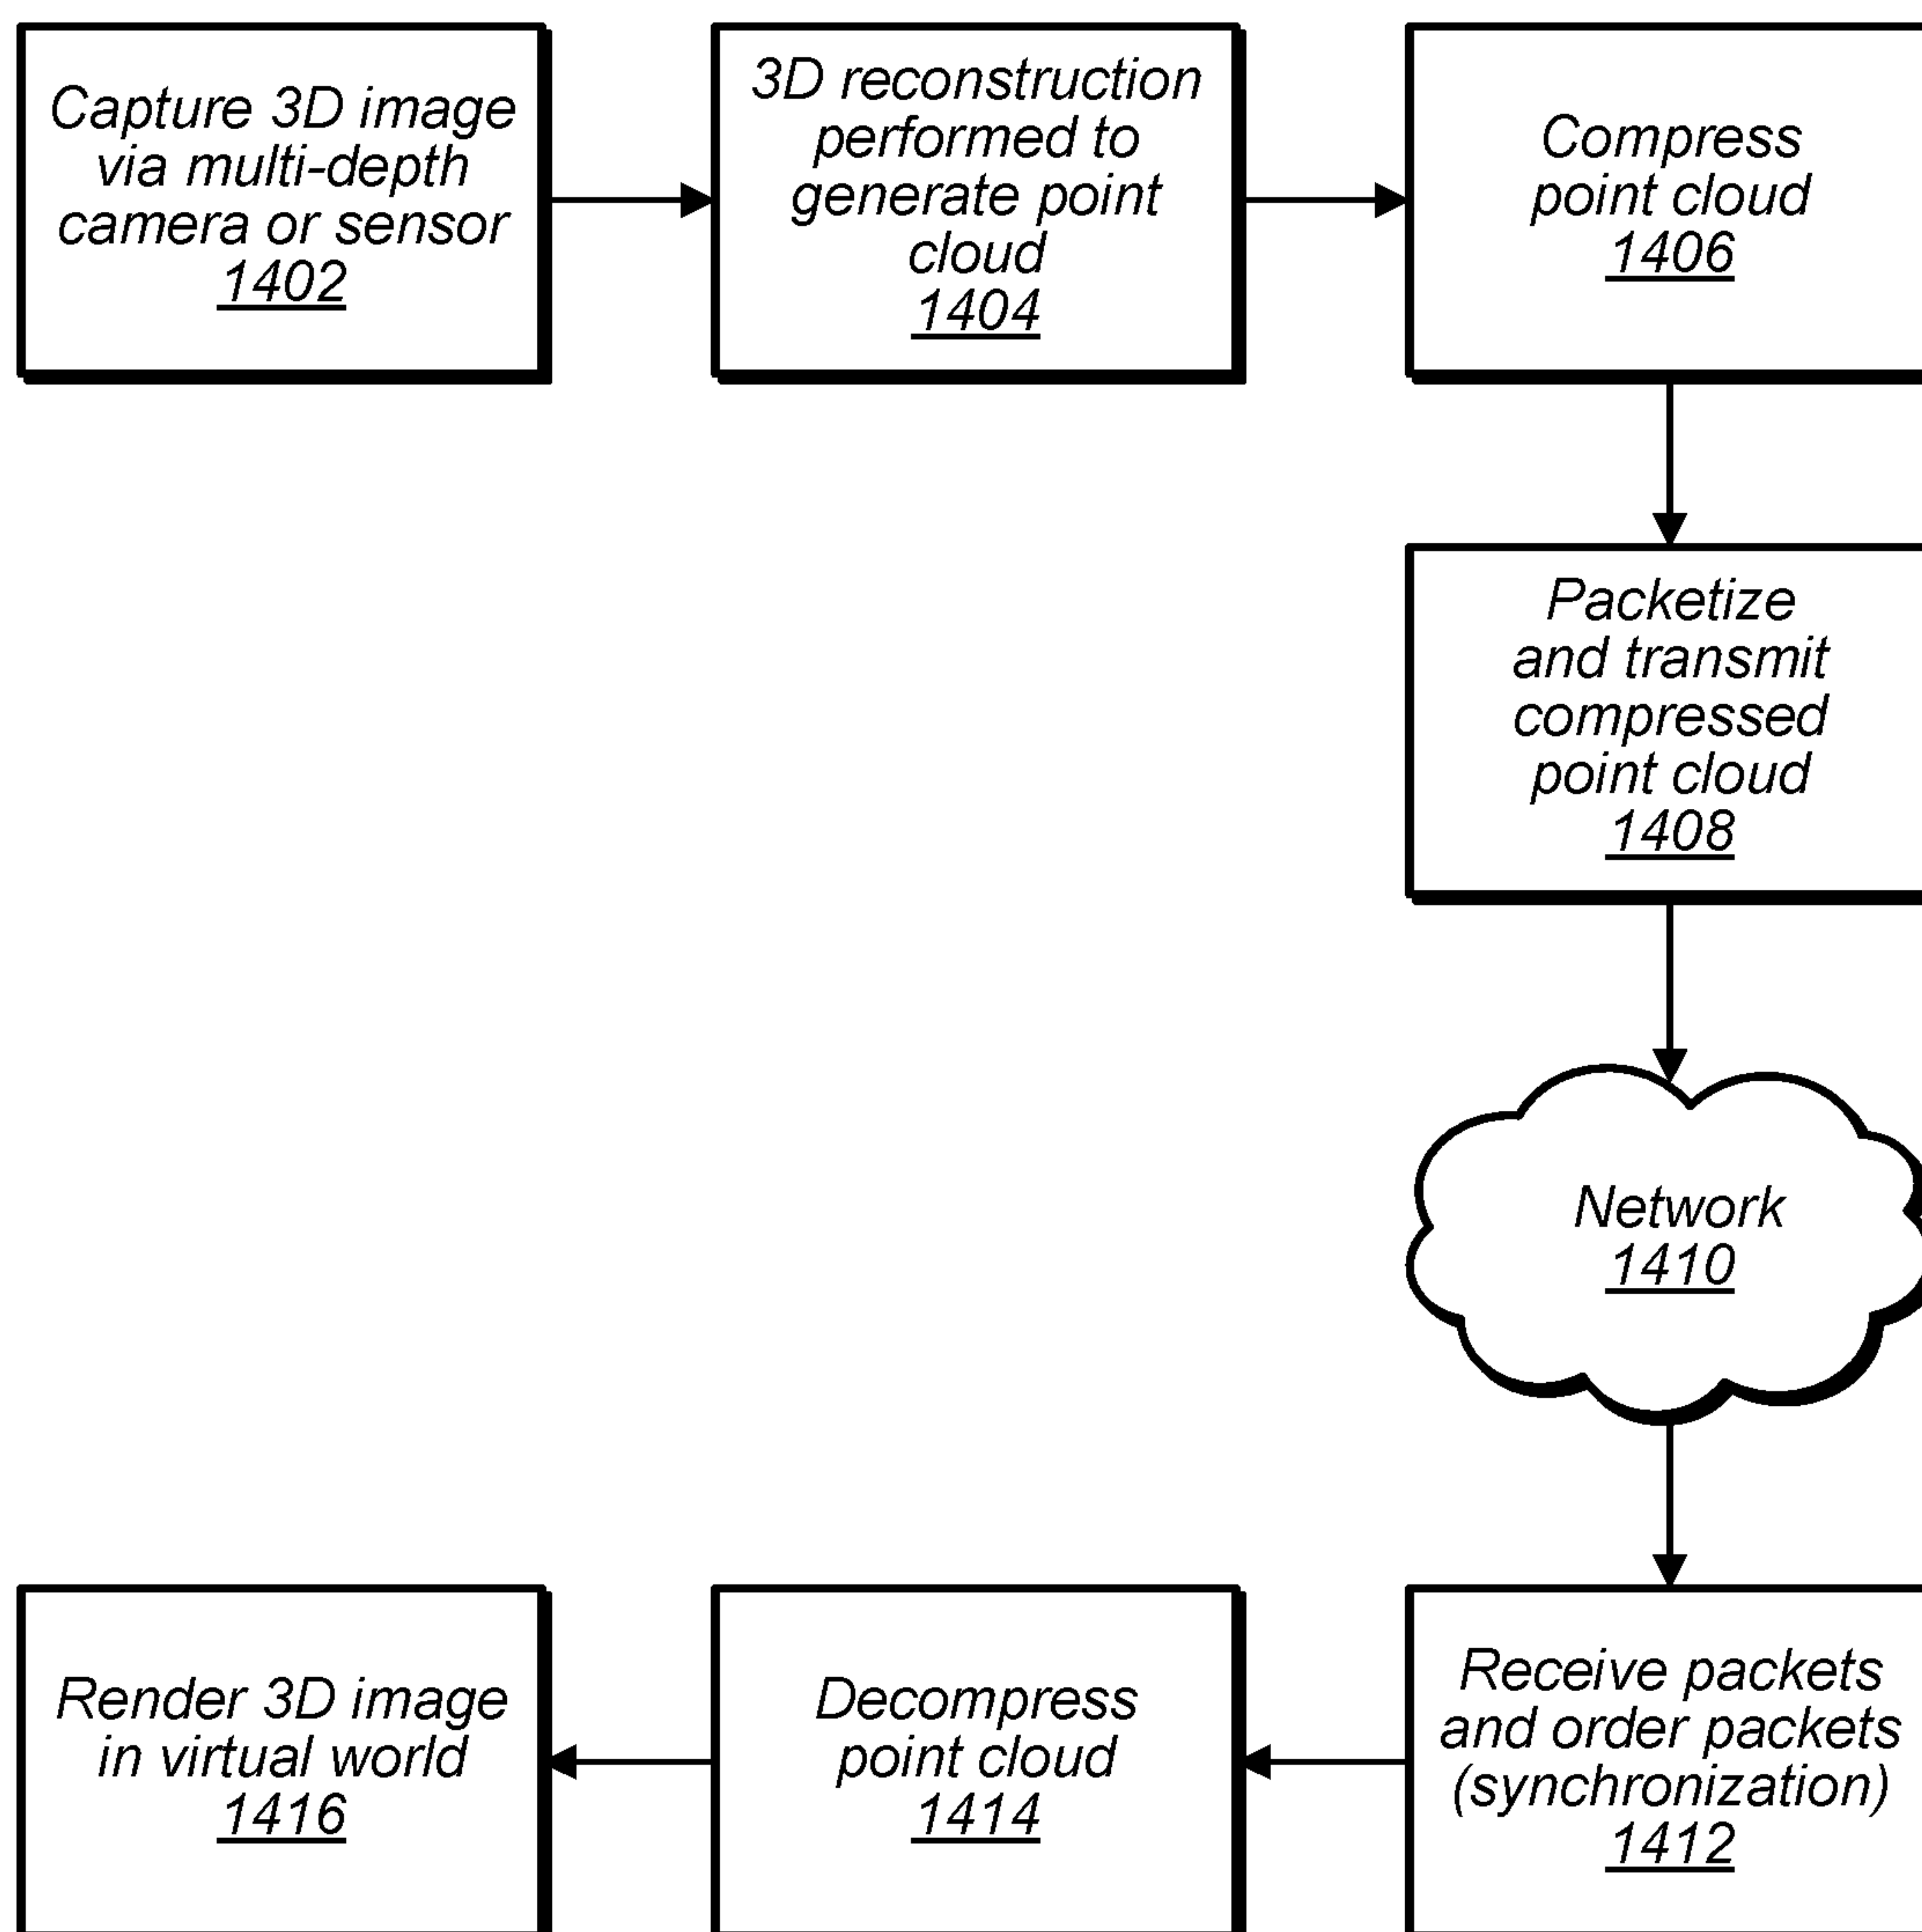 Capture 3D image
via multi-depth
camera or sensor
1402
3D reconstruction
performed to
generate point
cloud
1404
Compress
point cloud
1406
Packetize
and transmit
compressed
point cloud
1408
Network
1410
Receive packets
and order packets
(synchronization)
1412
Decompress
point cloud
1414
Render 3D image
in virtual world
1416